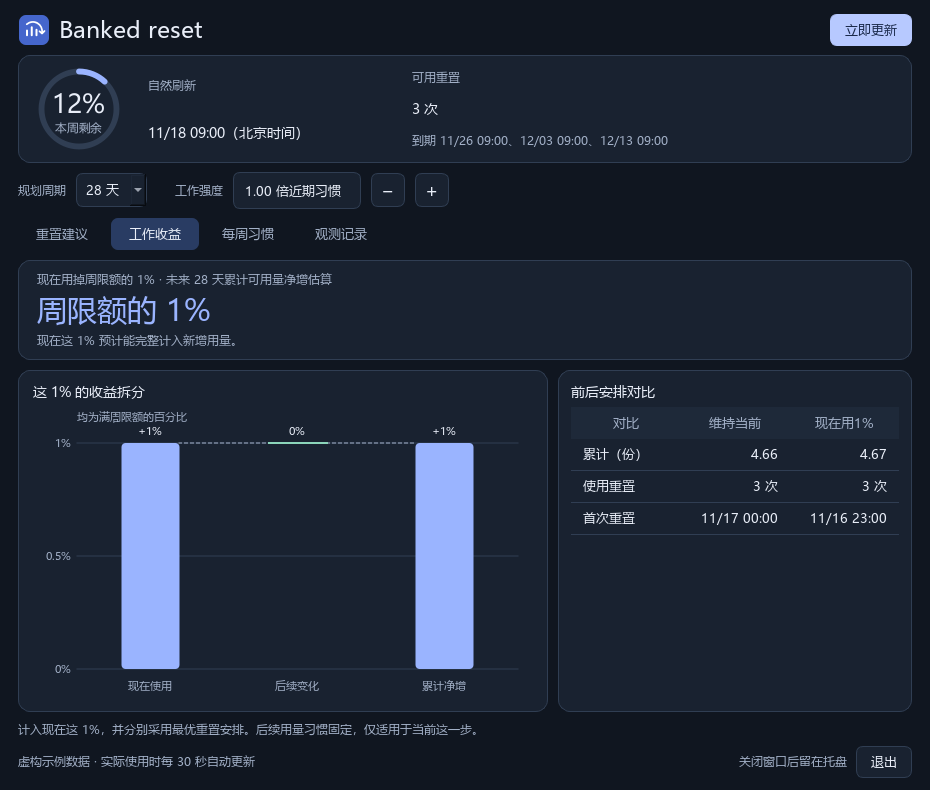 Banked reset
立即更新
12%
本周剩余
自然刷新
11/18 09:00（北京时间）
可用重置
3 次
到期 11/26 09:00、12/03 09:00、12/13 09:00
规划周期
28 天
工作强度
1.00 倍近期习惯
−
+
重置建议
工作收益
每周习惯
观测记录
现在用掉周限额的 1% · 未来 28 天累计可用量净增估算
周限额的 1%
现在这 1% 预计能完整计入新增用量。
这 1% 的收益拆分
均为满周限额的百分比
+1%
0%
+1%
1%
0.5%
0%
现在使用
后续变化
累计净增
前后安排对比
对比 维持当前 现在用1%
累计（份） 4.66 4.67
使用重置 3 次 3 次
首次重置 11/17 00:00 11/16 23:00
计入现在这 1%，并分别采用最优重置安排。后续用量习惯固定，仅适用于当前这一步。
虚构示例数据 · 实际使用时每 30 秒自动更新
关闭窗口后留在托盘
退出